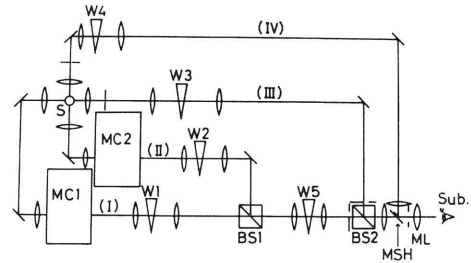 W4
(IV)
W3
(III)
S
MC2
W2
(II)
MC1
W1
(I)
W5
BS1
BS2
Sub.
ML
MSH